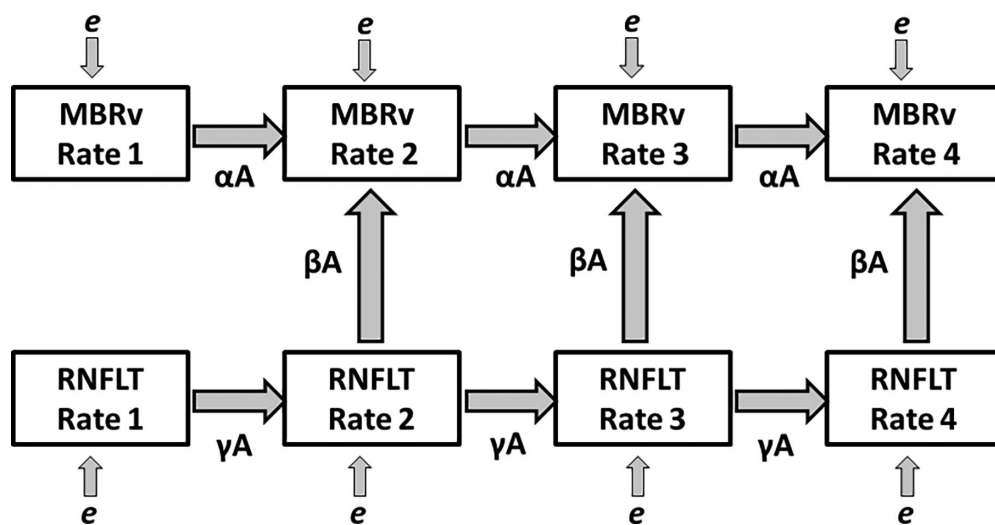 e e e e
MBRv MBRv MBRv MBRv
Rate 1 Rate 2 Rate 3 Rate 4
αA αA αA
βA βA βA
RNFLT RNFLT RNFLT RNFLT
Rate 1 Rate 2 Rate 3 Rate 4
γA γA γA
e e e e